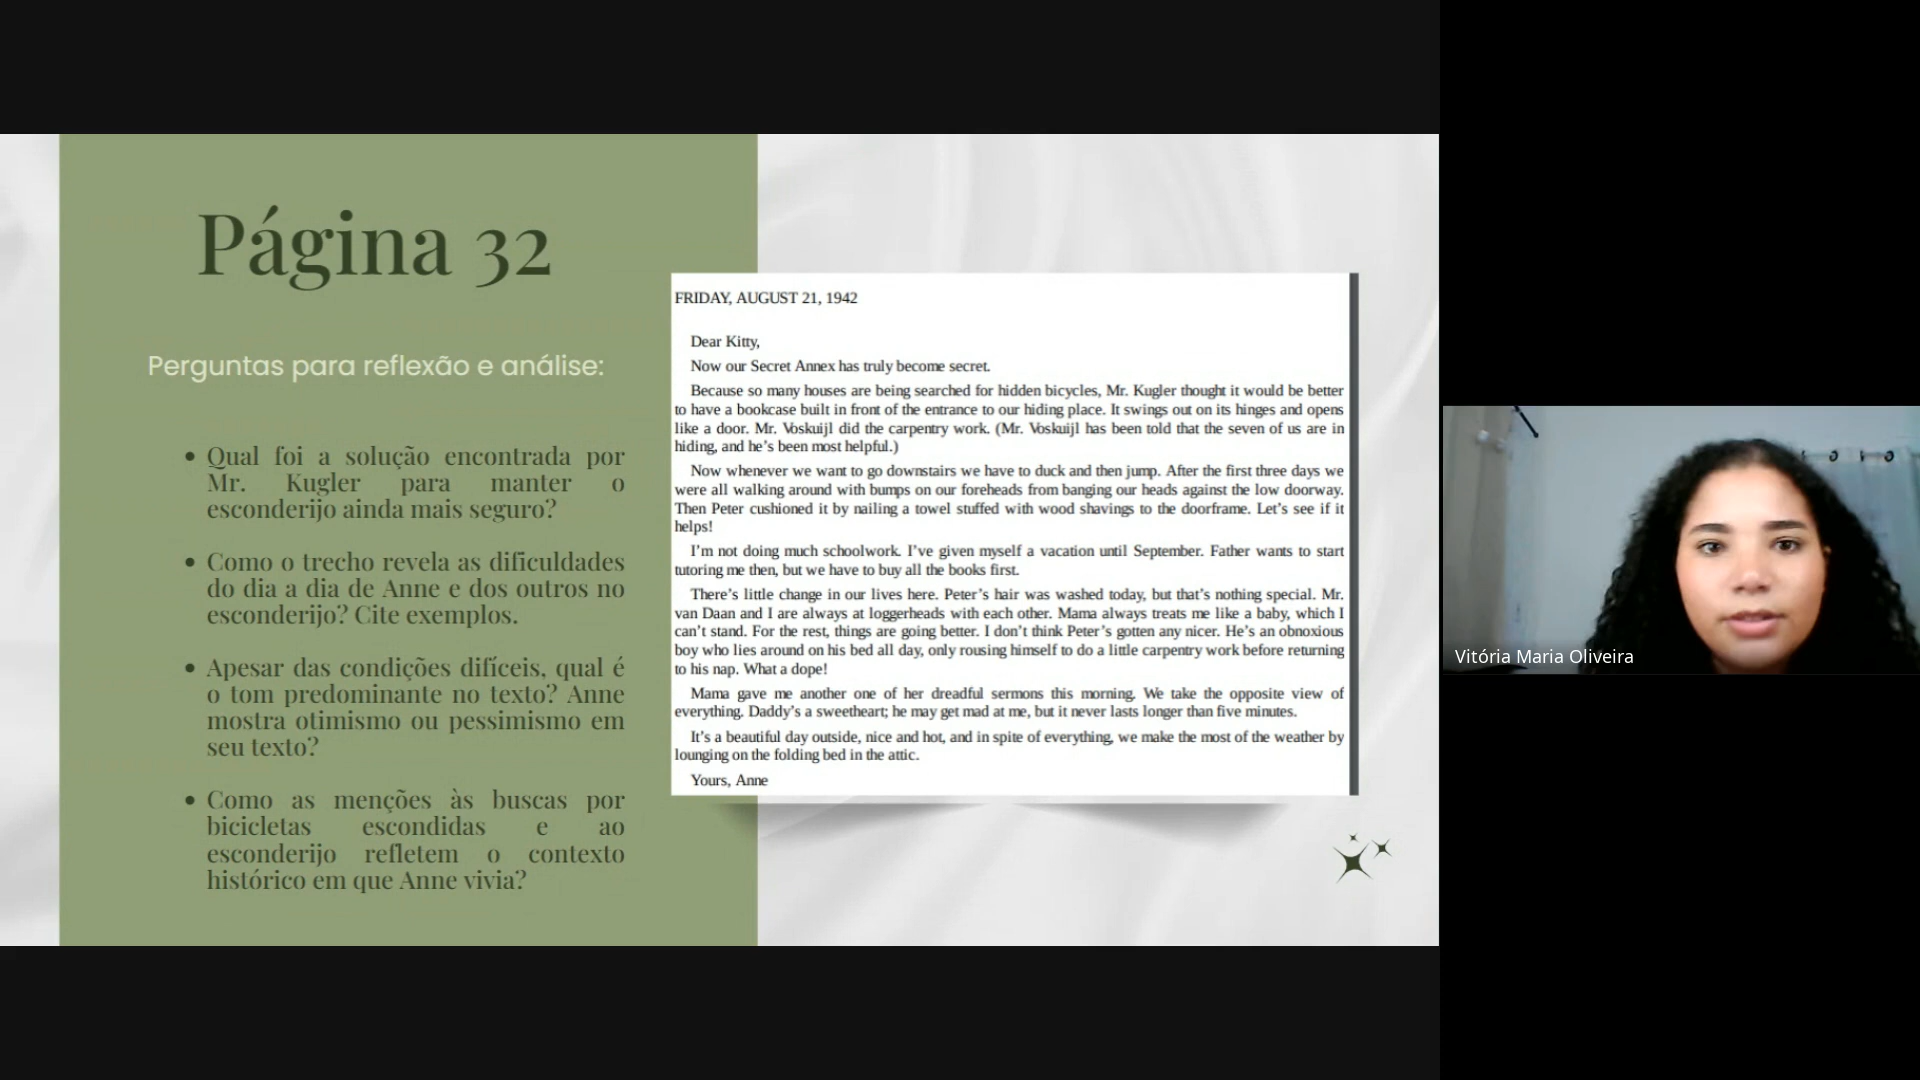 Página 32
Perguntas para reflexão e análise:
• Qual foi a solução encontrada por
Mr. Kugler para manter o
esconderijo ainda mais seguro?
• Como o trecho revela as dificuldades
do dia a dia de Anne e dos outros no
esconderijo? Cite exemplos.
• Apesar das condições difíceis, qual é
o tom predominante no texto? Anne
mostra otimismo ou pessimismo em
seu texto?
• Como as menções às buscas por
bicicletas escondidas e ao
esconderijo refletem o contexto
histórico em que Anne vivia?
FRIDAY, AUGUST 21, 1942
Dear Kitty,
Now our Secret Annex has truly become secret.
Because so many houses are being searched for hidden bicycles, Mr. Kugler thought it would be better
to have a bookcase built in front of the entrance to our hiding place. It swings out on its hinges and opens
like a door. Mr. Voskuijl did the carpentry work. (Mr. Voskuijl has been told that the seven of us are in
hiding, and he's been most helpful.)
Now whenever we want to go downstairs we have to duck and then jump. After the first three days we
were all walking around with bumps on our foreheads from banging our heads against the low doorway.
Then Peter cushioned it by nailing a towel stuffed with wood shavings to the doorframe. Let's see if it
helps!
I'm not doing much schoolwork. I've given myself a vacation until September. Father wants to start
tutoring me then, but we have to buy all the books first.
There's little change in our lives here. Peter's hair was washed today, but that's nothing special. Mr.
van Daan and I are always at loggerheads with each other. Mama always treats me like a baby, which I
can't stand. For the rest, things are going better. I don't think Peter's gotten any nicer. He's an obnoxious
boy who lies around on his bed all day, only rousing himself to do a little carpentry work before returning
to his nap. What a dope!
Mama gave me another one of her dreadful sermons this morning. We take the opposite view of
everything. Daddy's a sweetheart; he may get mad at me, but it never lasts longer than five minutes.
It's a beautiful day outside, nice and hot, and in spite of everything, we make the most of the weather by
lounging on the folding bed in the attic.
Yours, Anne
Vitória Maria Oliveira